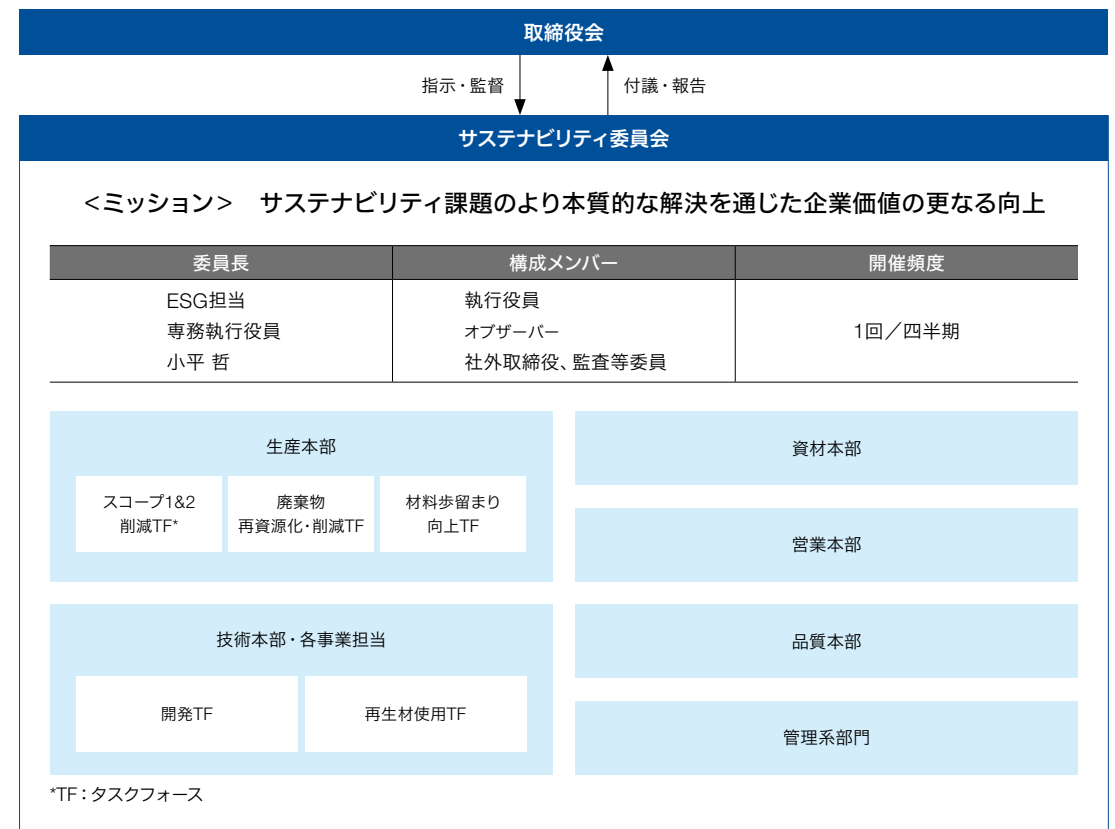 取締役会
指示・監督
付議・報告
サステナビリティ委員会
＜ミッション＞　サステナビリティ課題のより本質的な解決を通じた企業価値の更なる向上
委員長
構成メンバー
開催頻度
ESG担当
専務執行役員
小平 哲
執行役員
オブザーバー
社外取締役、監査等委員
1回／四半期
生産本部
スコープ1&2
削減TF*
廃棄物
再資源化・削減TF
材料歩留まり
向上TF
技術本部・各事業担当
開発TF
再生材使用TF
資材本部
営業本部
品質本部
管理系部門
*TF：タスクフォース